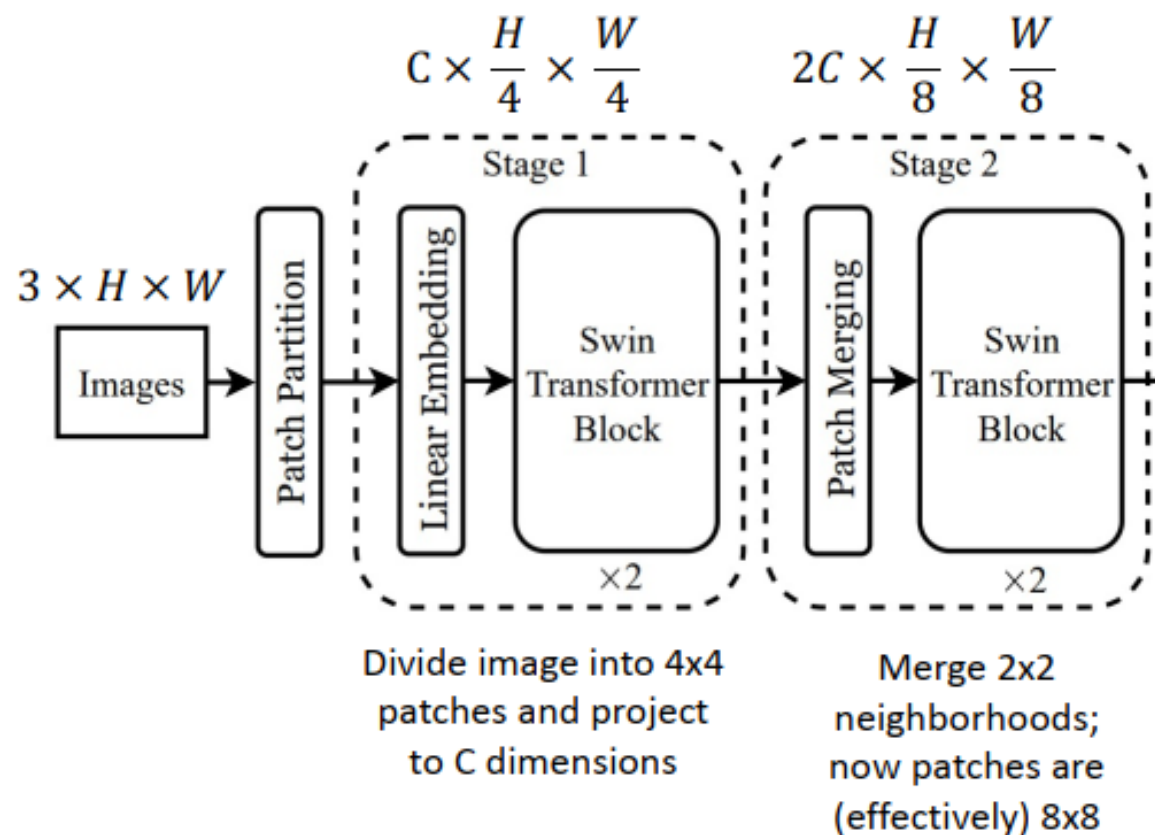 C × H/4 × W/4
2C × H/8 × W/8
Stage 1
Stage 2
3 × H × W
Images
Patch Partition
Linear Embedding
Swin
Transformer
Block
×2
Patch Merging
Swin
Transformer
Block
×2
Divide image into 4x4
patches and project
to C dimensions
Merge 2x2
neighborhoods;
now patches are
(effectively) 8x8